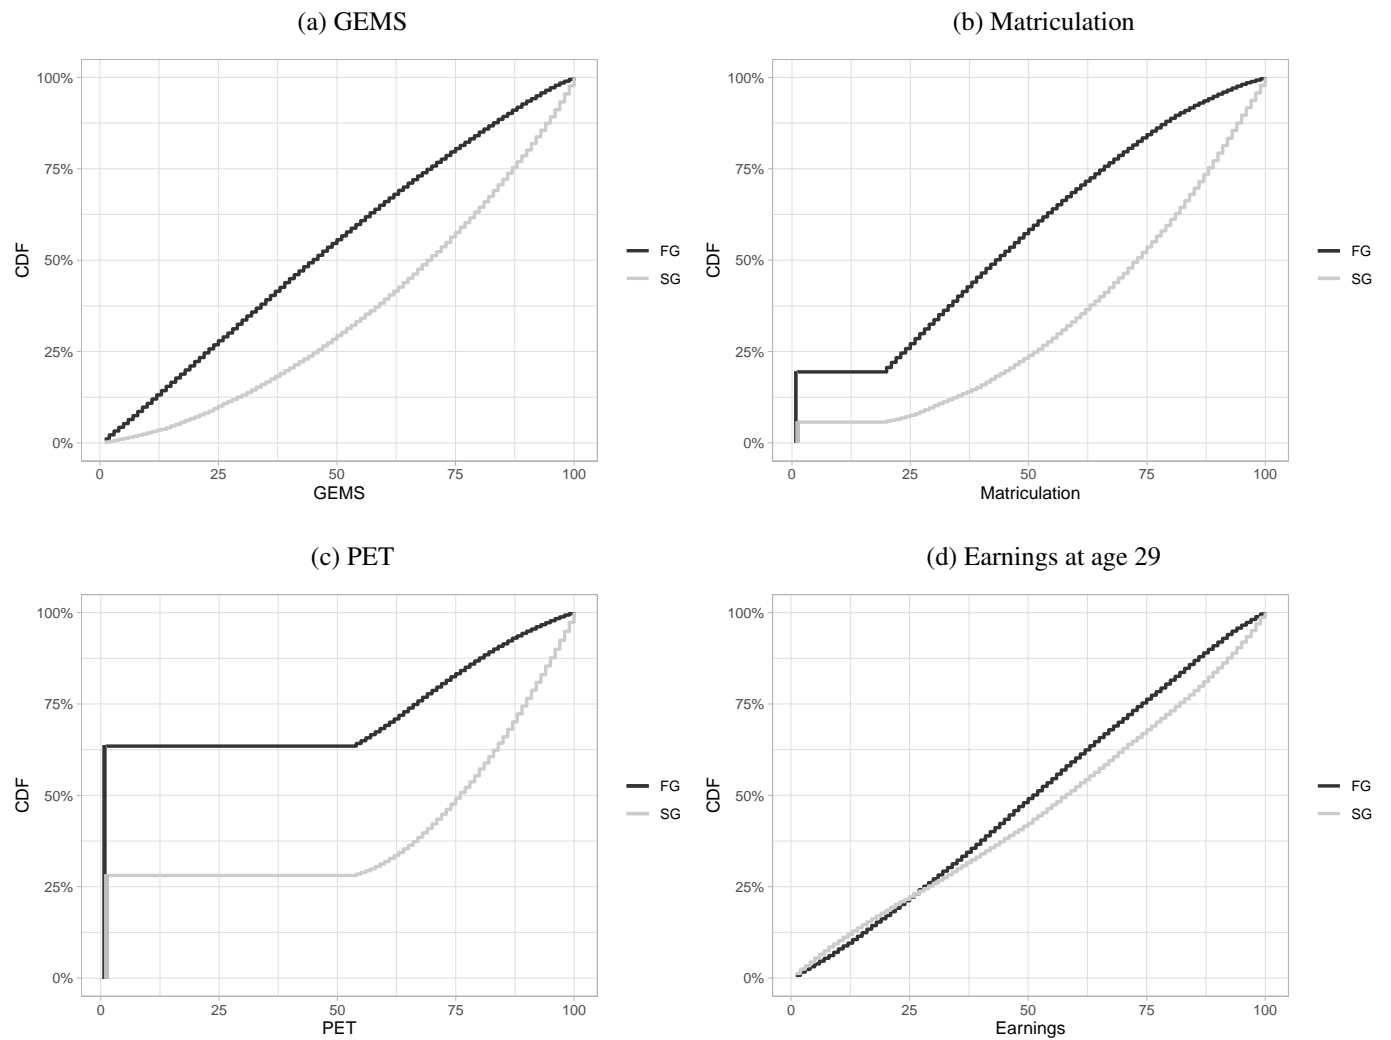 (a) GEMS
100%
75%
50%
25%
0%
CDF
0 25 50 75 100
GEMS
FG
SG
(b) Matriculation
100%
75%
50%
25%
0%
CDF
0 25 50 75 100
Matriculation
FG
SG
(c) PET
100%
75%
50%
25%
0%
CDF
0 25 50 75 100
PET
FG
SG
(d) Earnings at age 29
100%
75%
50%
25%
0%
CDF
0 25 50 75 100
Earnings
FG
SG